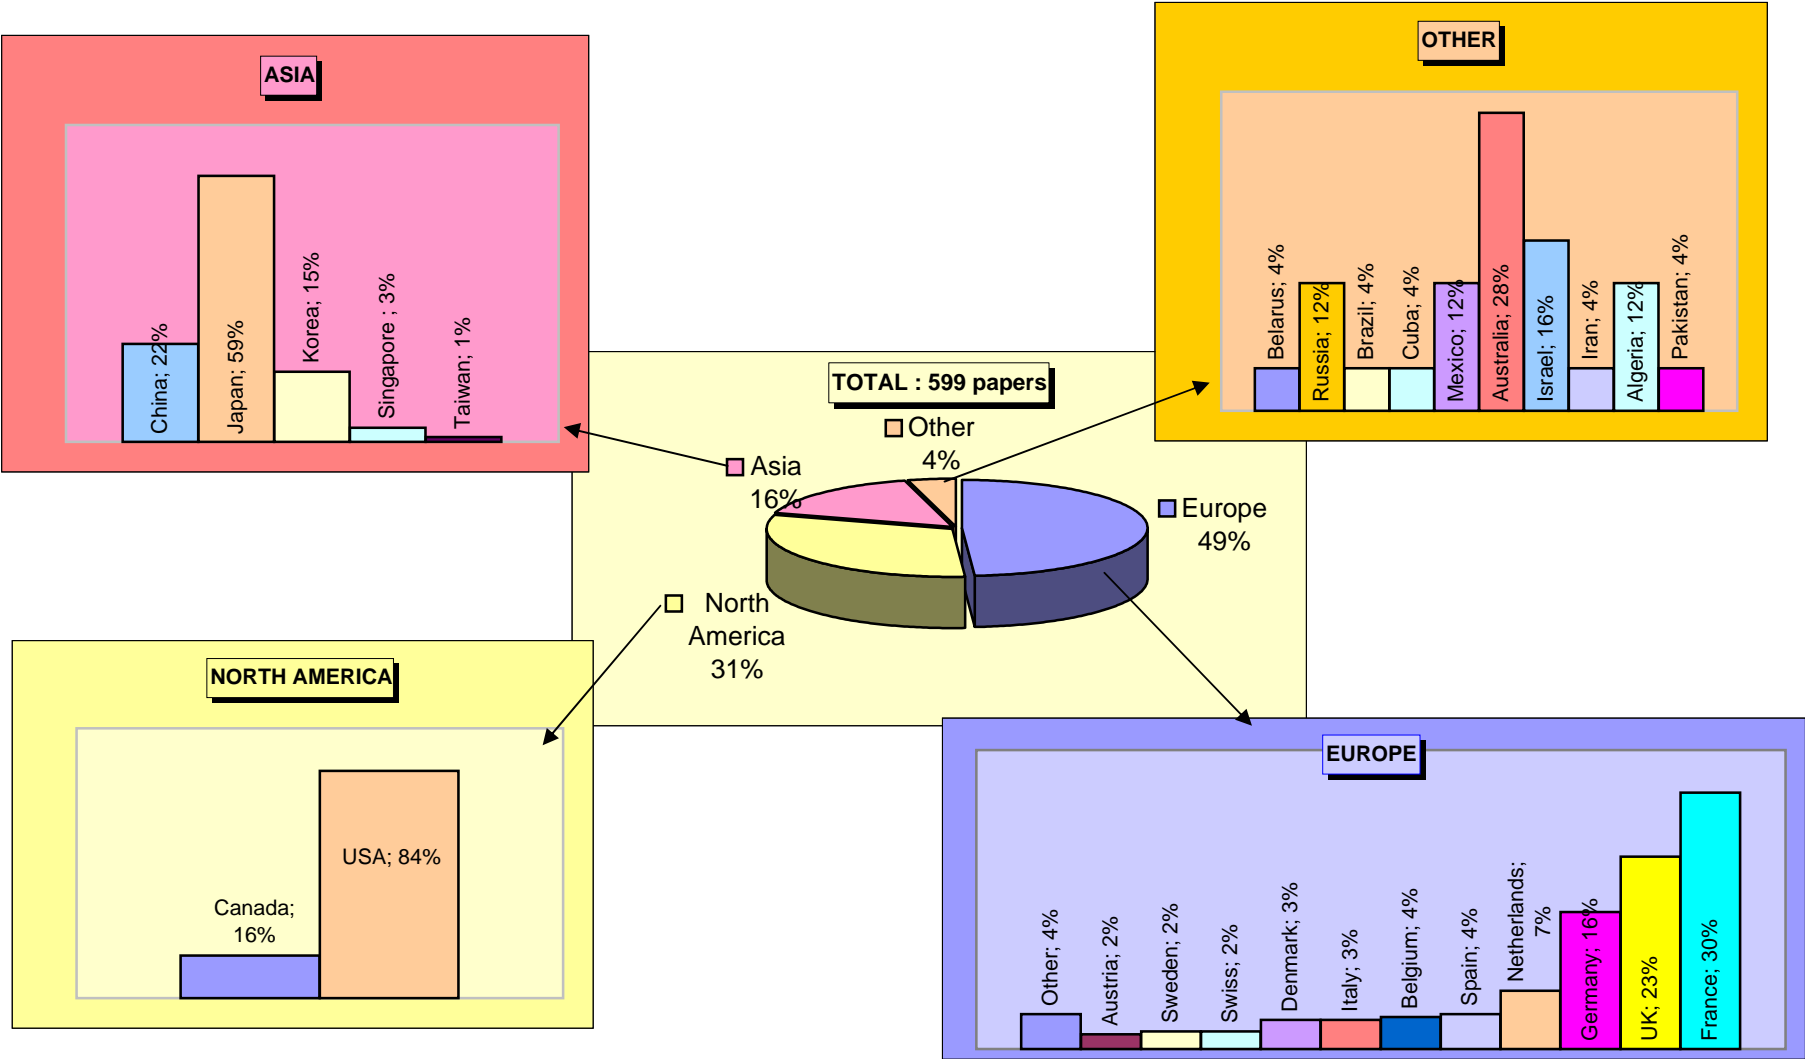 ASIA
China; 22%
Japan; 59%
Korea; 15%
Singapore ; 3%
Taiwan; 1%
OTHER
Belarus; 4%
Russia; 12%
Brazil; 4%
Cuba; 4%
Mexico; 12%
Australia; 28%
Israel; 16%
Iran; 4%
Algeria; 12%
Pakistan; 4%
TOTAL : 599 papers
Other
4%
Asia
16%
Europe
49%
North
America
31%
NORTH AMERICA
Canada;
16%
USA; 84%
EUROPE
Other; 4%
Austria; 2%
Sweden; 2%
Swiss; 2%
Denmark; 3%
Italy; 3%
Belgium; 4%
Spain; 4%
Netherlands;
7%
Germany; 16%
UK; 23%
France; 30%